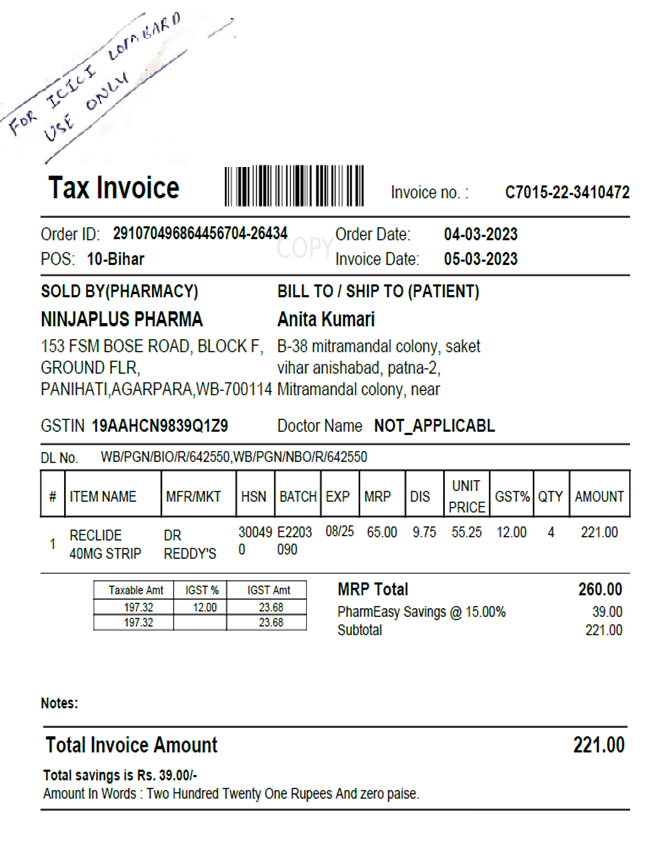 FOR ICICI LOMBARD
USE ONLY
Tax Invoice
Invoice no. : C7015-22-3410472
Order ID: 291070496864456704-26434
Order Date: 04-03-2023
COPY
POS: 10-Bihar
Invoice Date: 05-03-2023
SOLD BY(PHARMACY)
NINJAPLUS PHARMA
153 FSM BOSE ROAD, BLOCK F,
GROUND FLR,
PANIHATI,AGARPARA,WB-700114
GSTIN 19AAHCN9839Q1Z9
BILL TO / SHIP TO (PATIENT)
Anita Kumari
B-38 mitramandal colony, saket
vihar anishabad, patna-2,
Mitramandal colony, near
Doctor Name NOT_APPLICABL
DL No. WB/PGN/BIO/R/642550,WB/PGN/NBO/R/642550
# ITEM NAME MFR/MKT HSN BATCH EXP MRP DIS UNIT PRICE GST% QTY AMOUNT
1 RECLIDE 40MG STRIP DR REDDY'S 300490 E2203090 08/25 65.00 9.75 55.25 12.00 4 221.00
Taxable Amt IGST % IGST Amt
197.32 12.00 23.68
197.32 23.68
MRP Total 260.00
PharmEasy Savings @ 15.00% 39.00
Subtotal 221.00
Notes:
Total Invoice Amount 221.00
Total savings is Rs. 39.00/-
Amount In Words : Two Hundred Twenty One Rupees And zero paise.